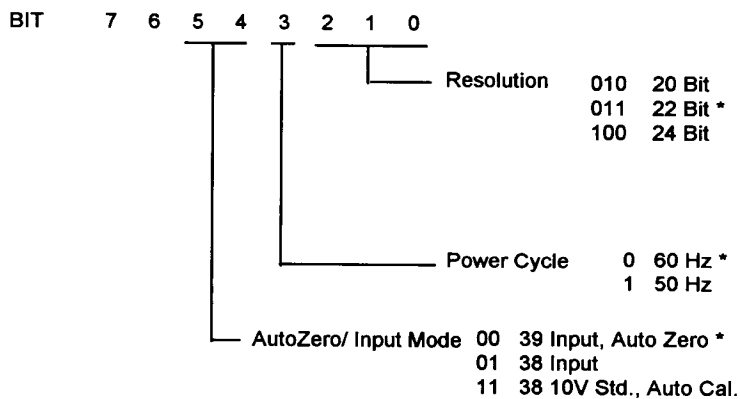 BIT 7 6 5 4 3 2 1 0
Resolution 010 20 Bit
011 22 Bit *
100 24 Bit
Power Cycle 0 60 Hz *
1 50 Hz
AutoZero/ Input Mode 00 39 Input, Auto Zero *
01 38 Input
11 38 10V Std., Auto Cal.